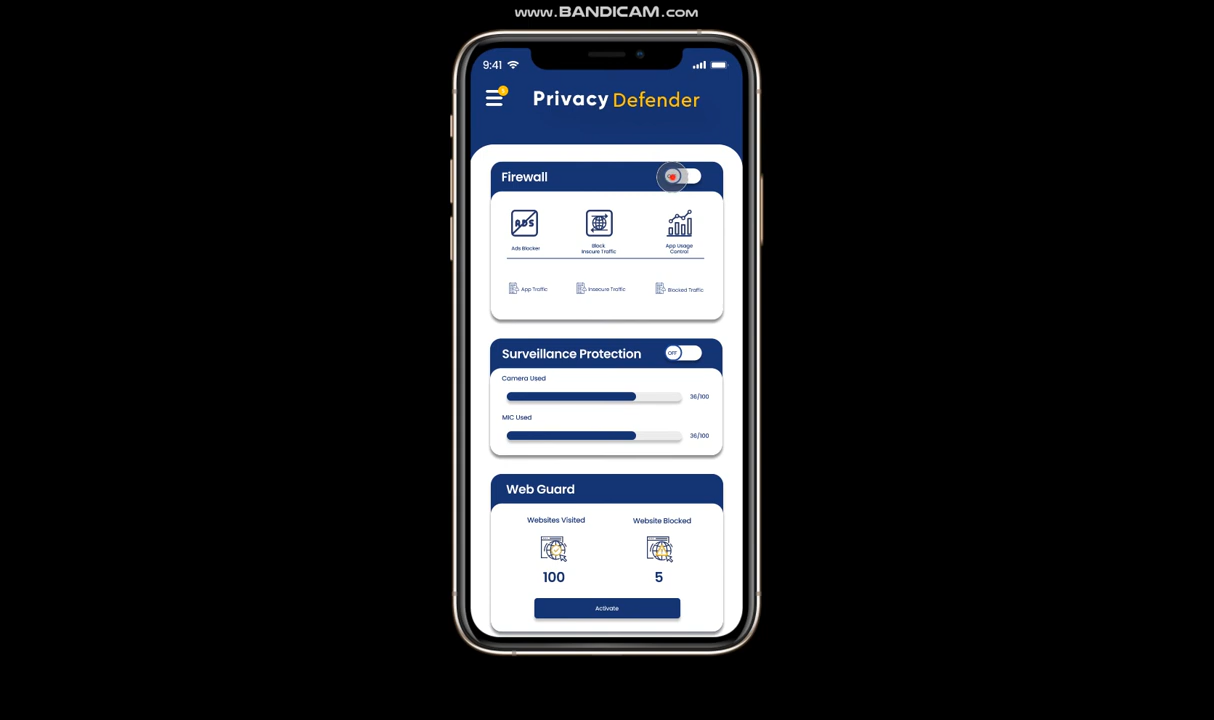 www.BANDICAM.com
9:41
Privacy Defender
Firewall
ADS
Ads Blocker
Block
Inscure Traffic
App Usage
Control
App Traffic
Insecure Traffic
Blocked Traffic
Surveillance Protection
OFF
Camera Used
36/100
MIC Used
36/100
Web Guard
Websites Visited
Website Blocked
100
5
Activate